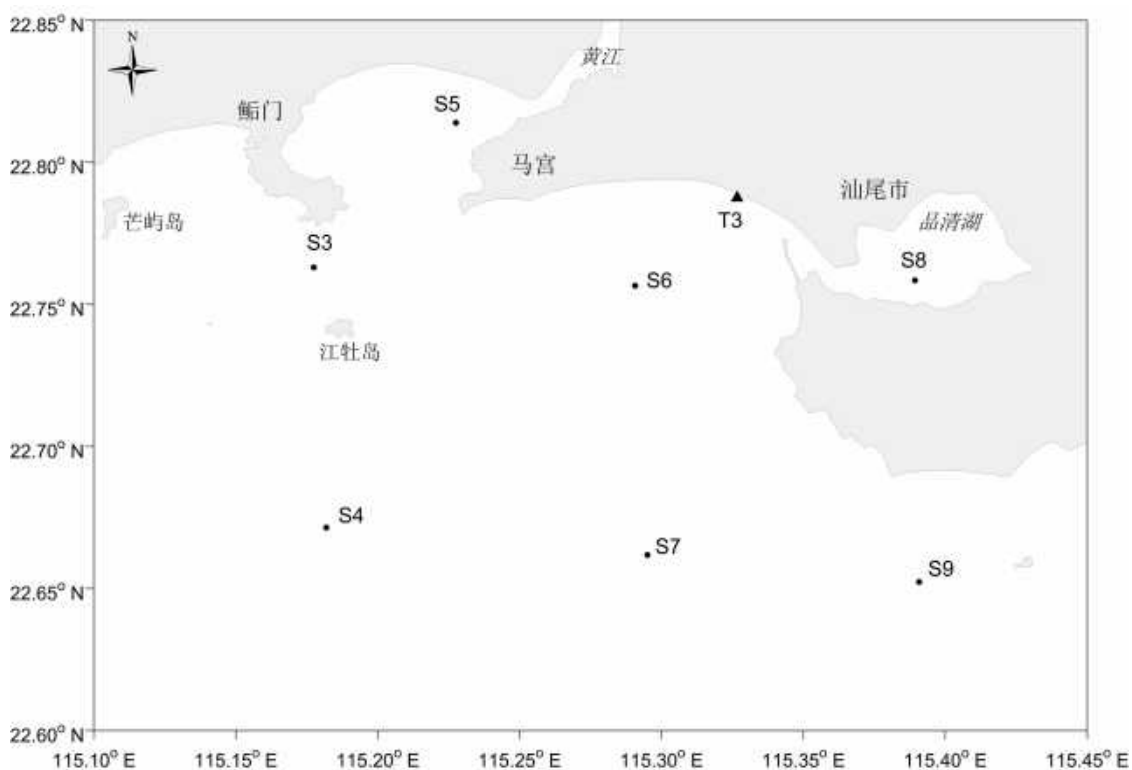 22.85° N
N
黄江
鲘门
S5
22.80° N
马宫
汕尾市
芒屿岛
T3
品清湖
S3
S8
S6
22.75° N
江牡岛
22.70° N
S4
S7
S9
22.65° N
22.60° N
115.10° E
115.15° E
115.20° E
115.25° E
115.30° E
115.35° E
115.40° E
115.45° E